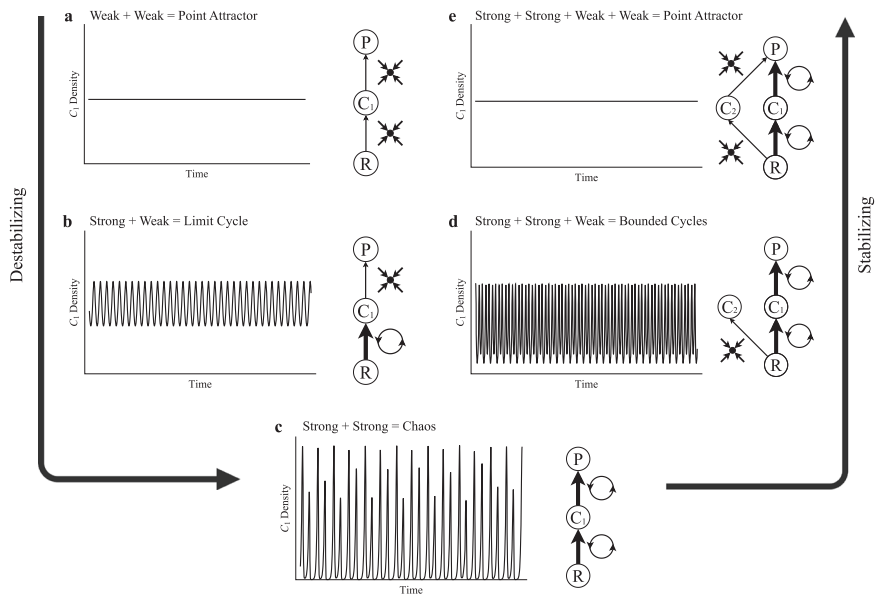 a Weak + Weak = Point Attractor
C1 Density
Time
P
C1
R
e Strong + Strong + Weak + Weak = Point Attractor
C1 Density
Time
P
C2
C1
R
Destabilizing
b Strong + Weak = Limit Cycle
C1 Density
Time
P
C1
R
d Strong + Strong + Weak = Bounded Cycles
C1 Density
Time
P
C2
C1
R
Stabilizing
c Strong + Strong = Chaos
C1 Density
Time
P
C1
R